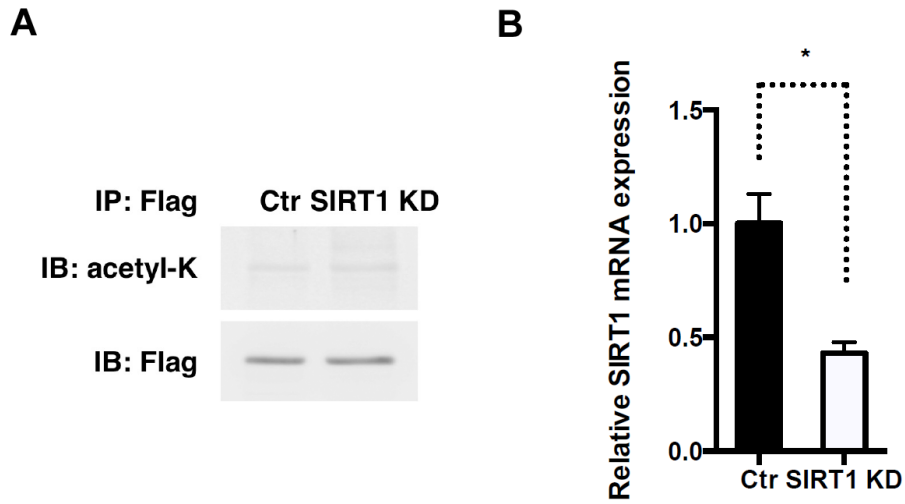 A
IP: Flag Ctr SIRT1 KD
IB: acetyl-K
IB: Flag
B
*
Relative SIRT1 mRNA expression
1.5
1.0
0.5
0.0
Ctr SIRT1 KD